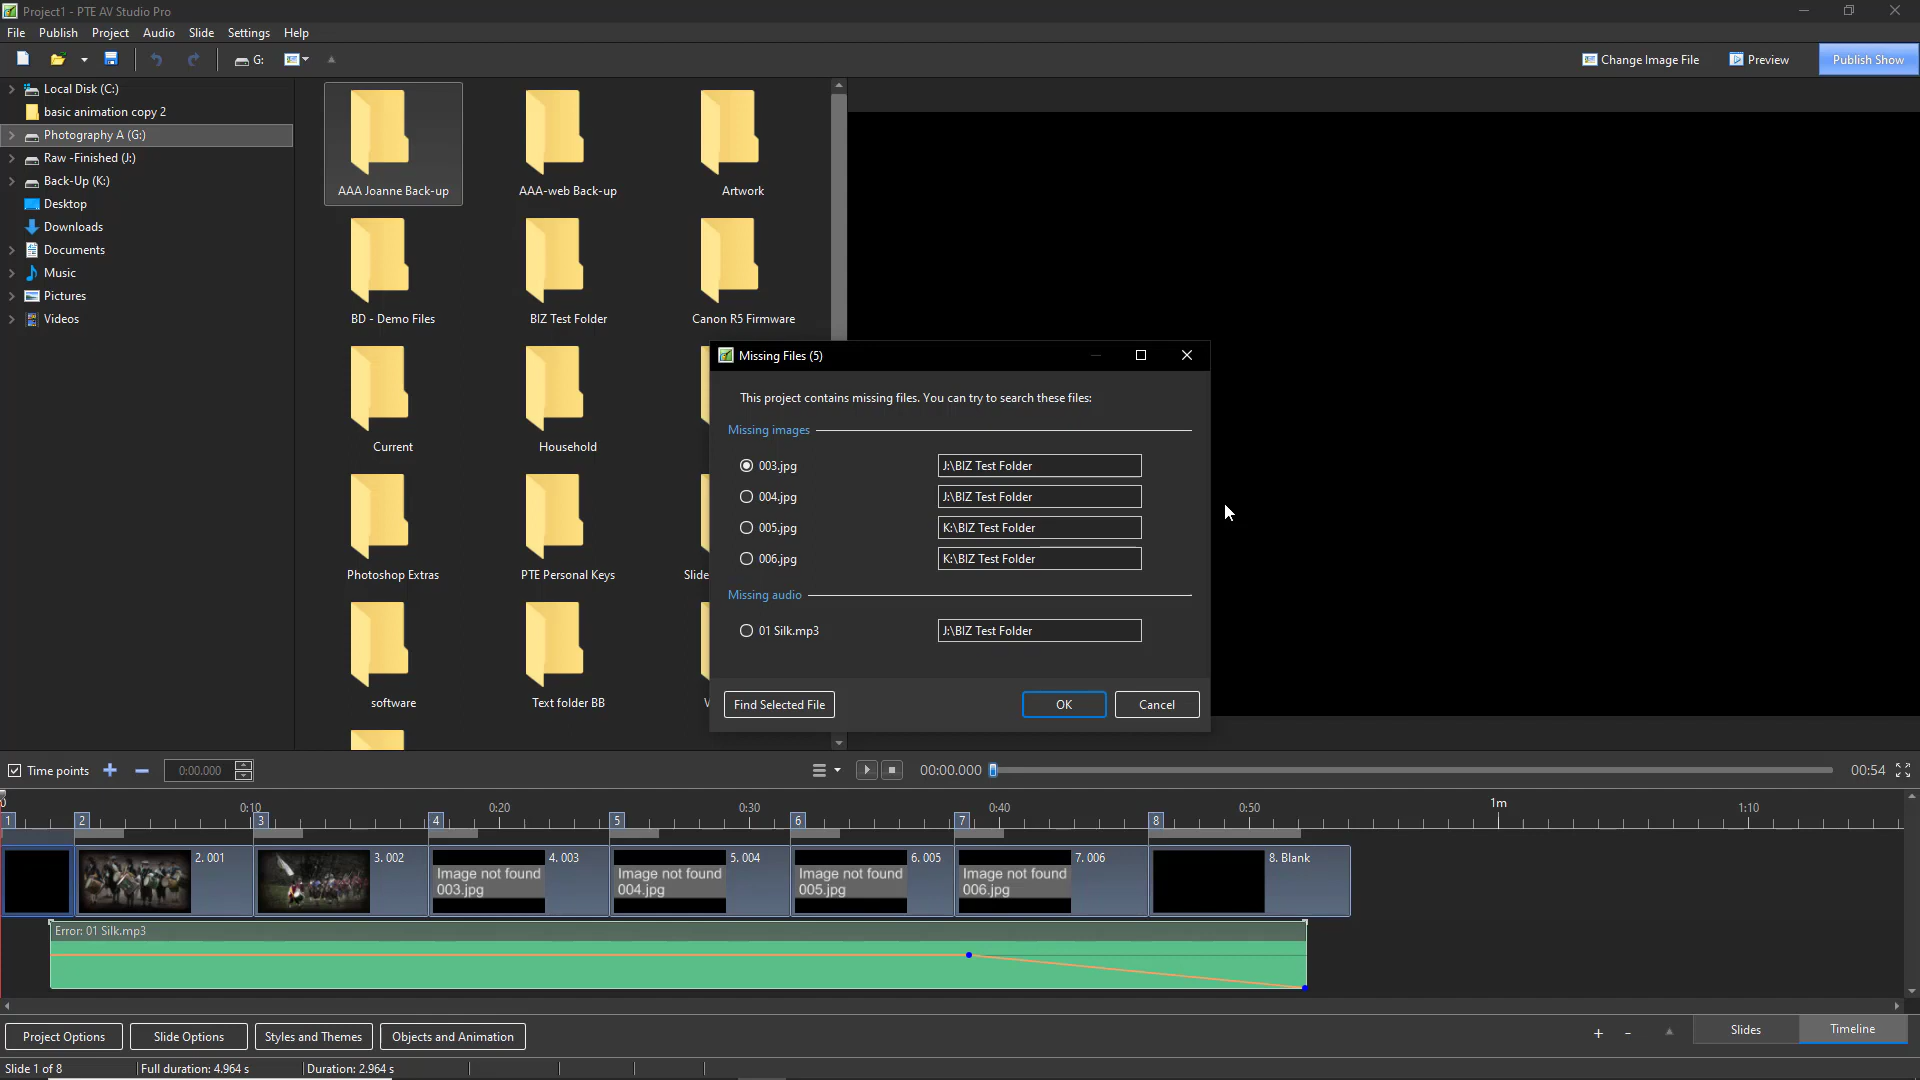 Project1 - PTE AV Studio Pro
File Publish Project Audio Slide Settings Help
G:
Change Image File Preview Publish Show
Local Disk (C:)
basic animation copy 2
Photography A (G:)
Raw -Finished (J:)
Back-Up (K:)
Desktop
Downloads
Documents
Music
Pictures
Videos
AAA Joanne Back-up AAA-web Back-up Artwork
BD - Demo Files BIZ Test Folder Canon R5 Firmware
Current Household
Photoshop Extras PTE Personal Keys Slide
software Text folder BB V
Missing Files (5)
This project contains missing files. You can try to search these files:
Missing images
003.jpg J:\BIZ Test Folder
004.jpg J:\BIZ Test Folder
005.jpg K:\BIZ Test Folder
006.jpg K:\BIZ Test Folder
Missing audio
01 Silk.mp3 J:\BIZ Test Folder
Find Selected File OK Cancel
Time points 0:00.000 00:00.000 00:54
0 0:10 0:20 0:30 0:40 0:50 1m 1:10
1 2 3 4 5 6 7 8
2. 001 3. 002 4. 003 5. 004 6. 005 7. 006 8. Blank
Image not found Image not found Image not found Image not found
003.jpg 004.jpg 005.jpg 006.jpg
Error: 01 Silk.mp3
Project Options Slide Options Styles and Themes Objects and Animation + - Slides Timeline
Slide 1 of 8 Full duration: 4.964 s Duration: 2.964 s